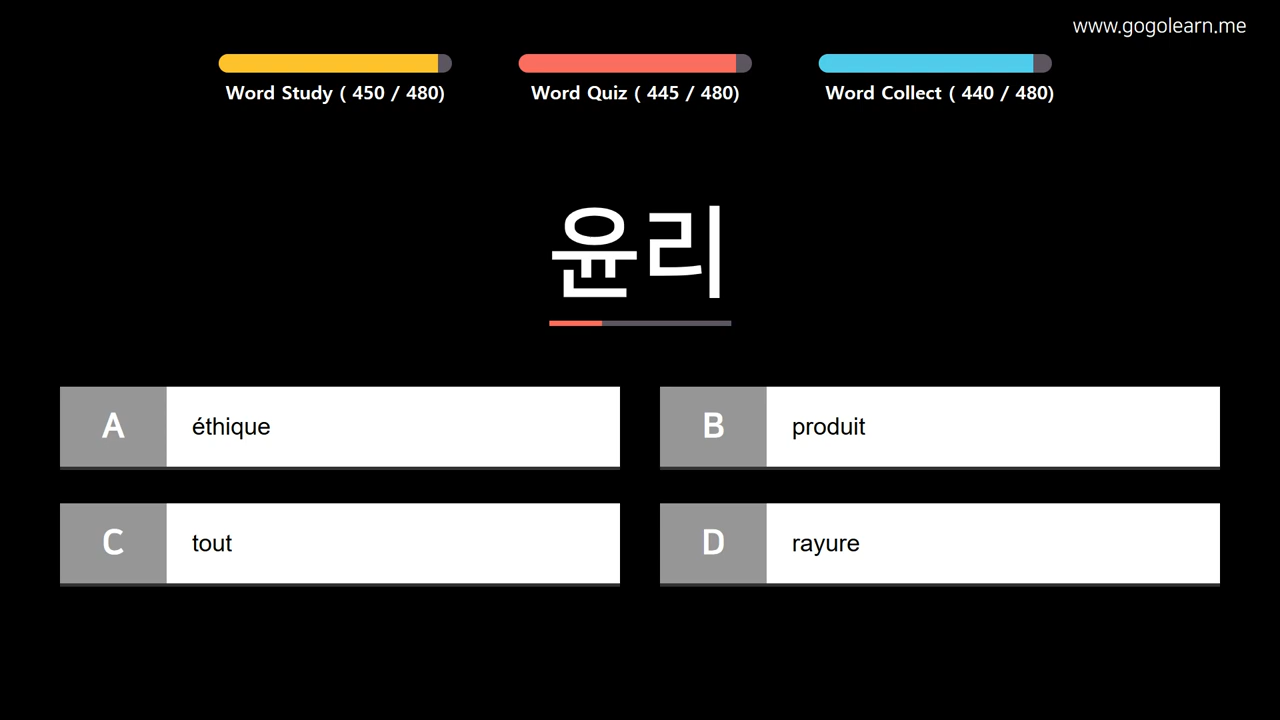 www.gogolearn.me
Word Study ( 450 / 480)
Word Quiz ( 445 / 480)
Word Collect ( 440 / 480)
윤리
A éthique
B produit
C tout
D rayure